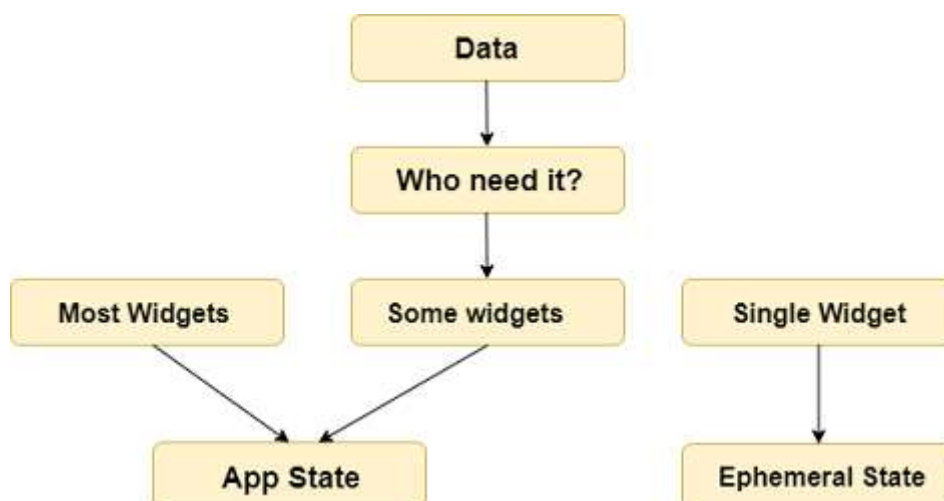 Data
Who need it?
Most Widgets
Some widgets
Single Widget
App State
Ephemeral State